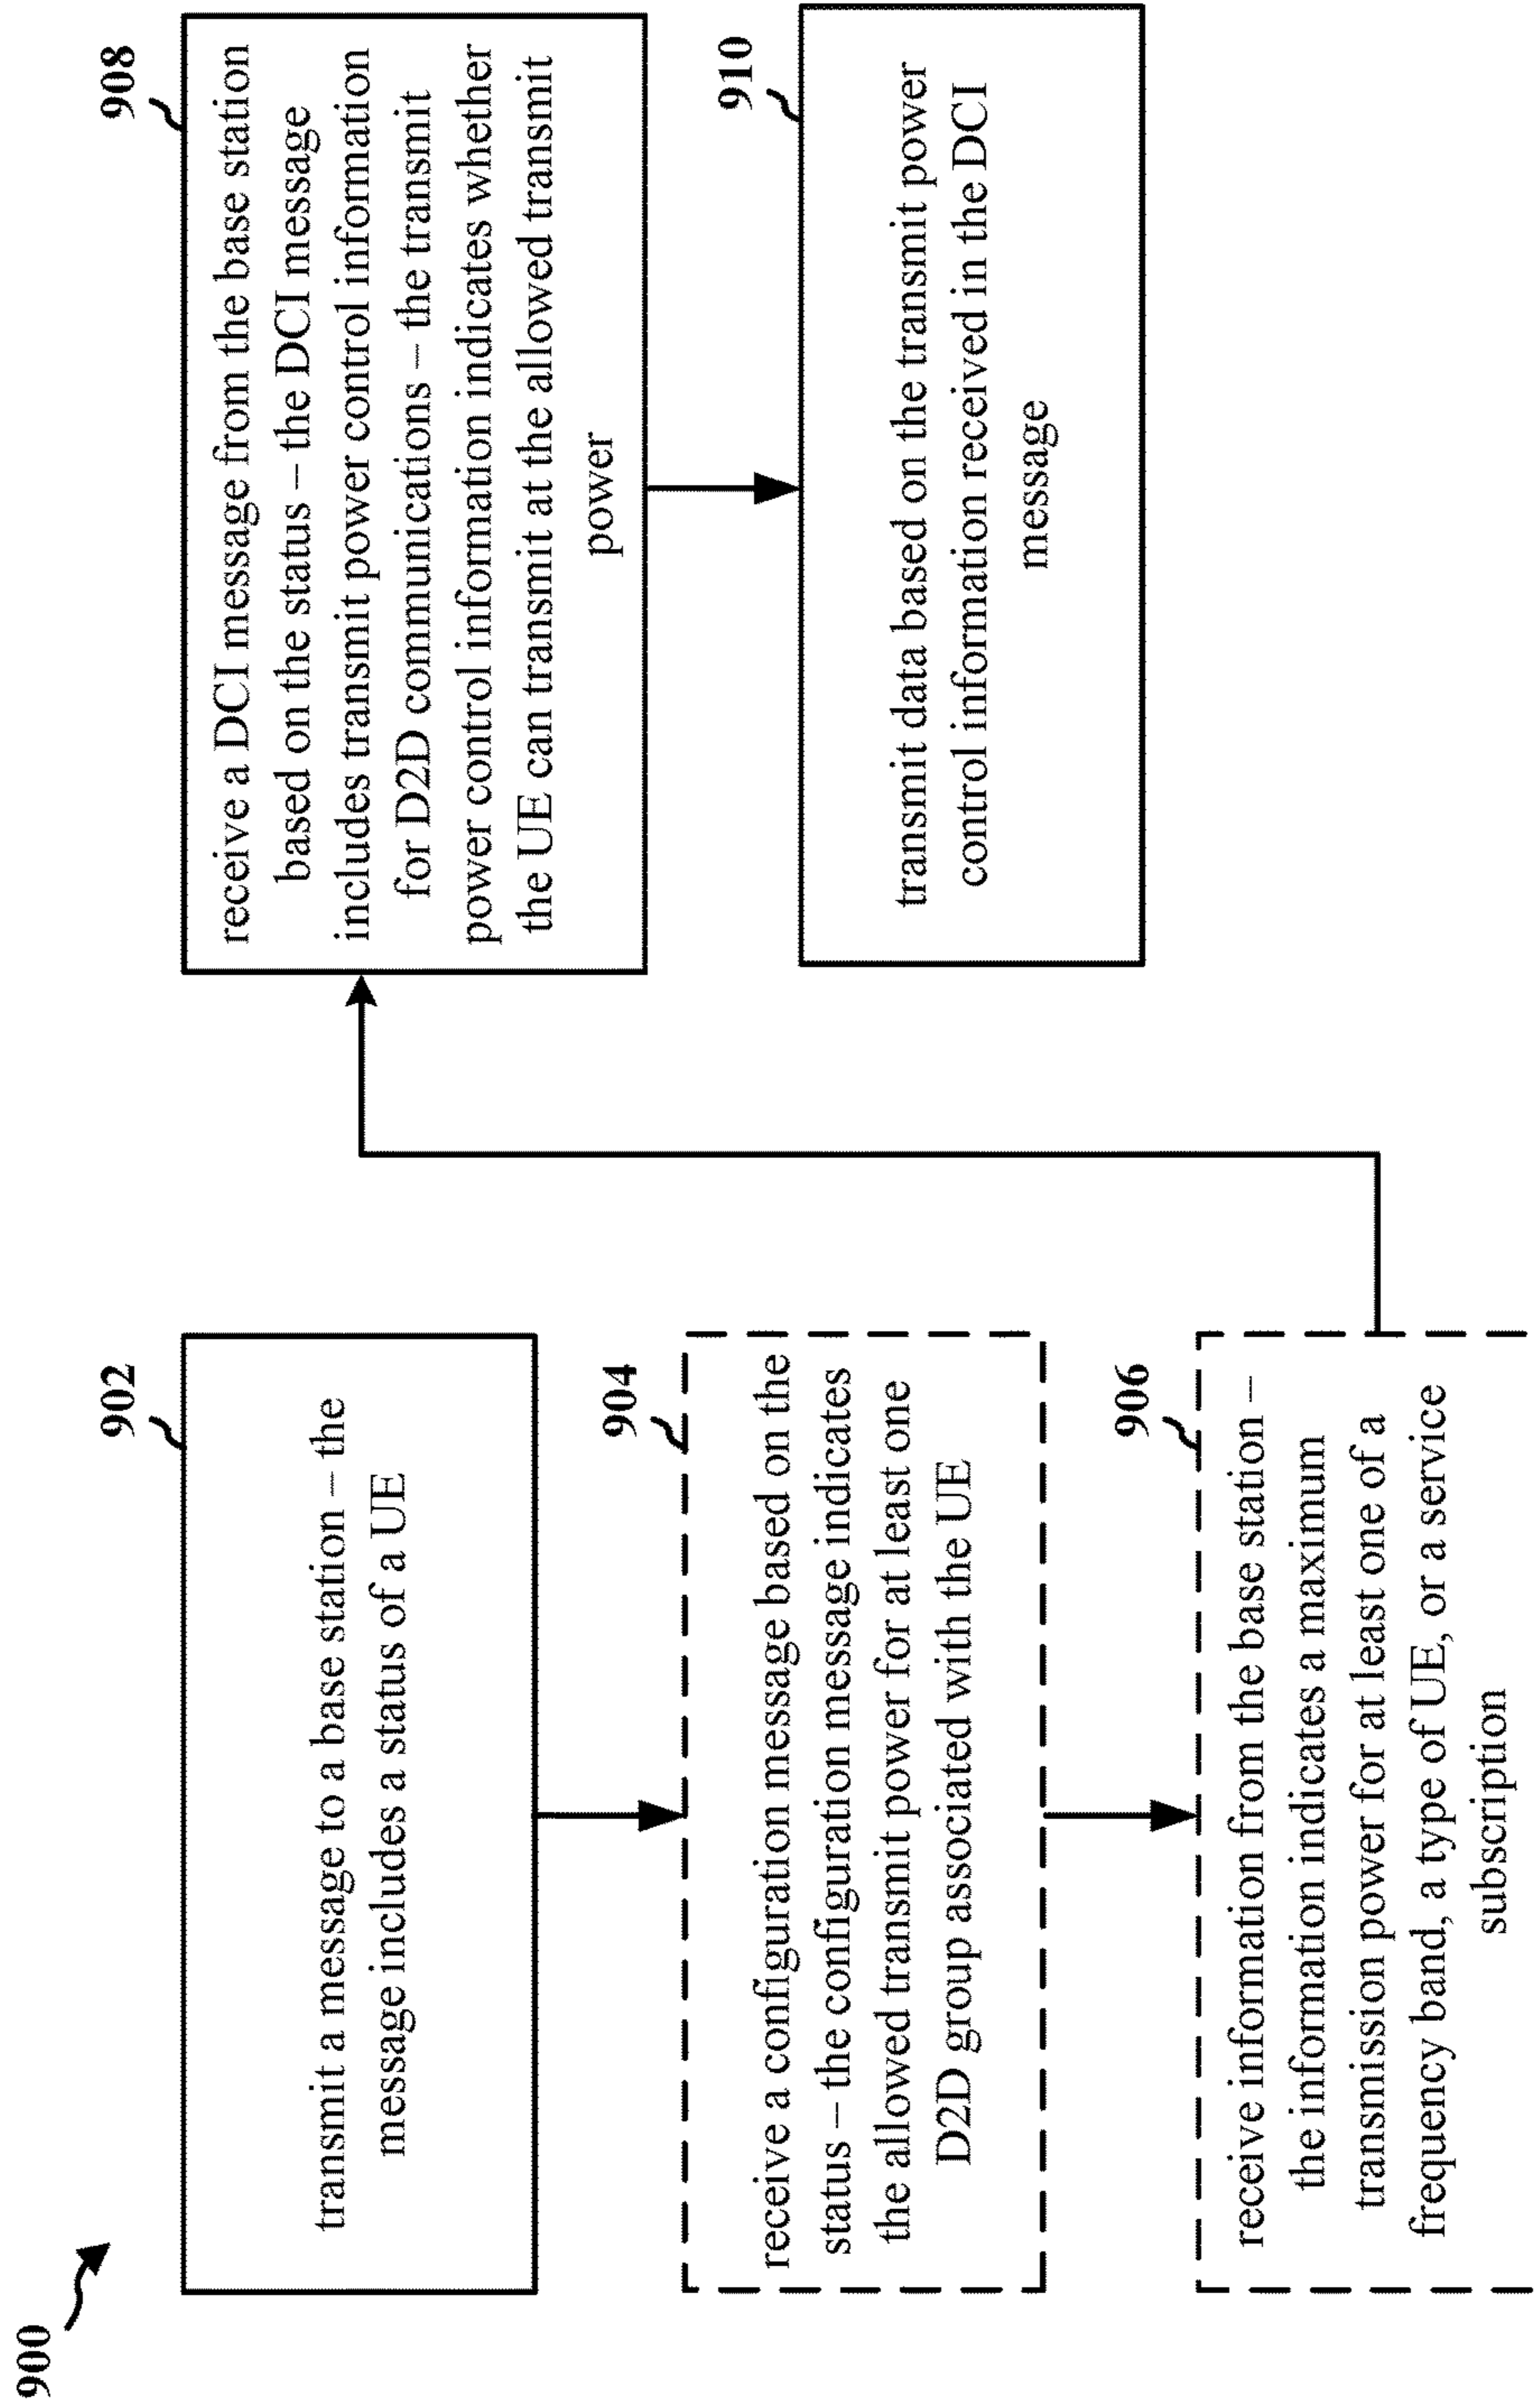 900
902
transmit a message to a base station – the
message includes a status of a UE
904
receive a configuration message based on the
status – the configuration message indicates
the allowed transmit power for at least one
D2D group associated with the UE
906
receive information from the base station –
the information indicates a maximum
transmission power for at least one of a
frequency band, a type of UE, or a service
subscription
908
receive a DCI message from the base station
based on the status – the DCI message
includes transmit power control information
for D2D communications – the transmit
power control information indicates whether
the UE can transmit at the allowed transmit
power
910
transmit data based on the transmit power
control information received in the DCI
message